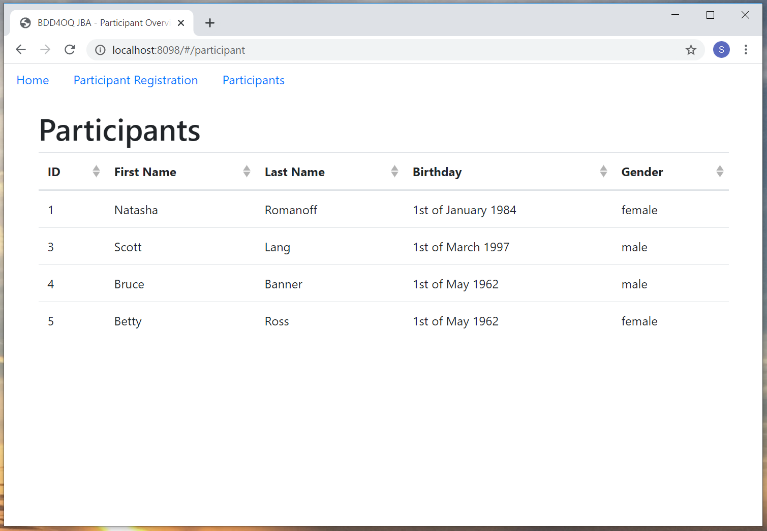 BDD4OQ JBA - Participant Overv
localhost:8098/#/participant
S
Home Participant Registration Participants
Participants
ID First Name Last Name Birthday Gender
1 Natasha Romanoff 1st of January 1984 female
3 Scott Lang 1st of March 1997 male
4 Bruce Banner 1st of May 1962 male
5 Betty Ross 1st of May 1962 female